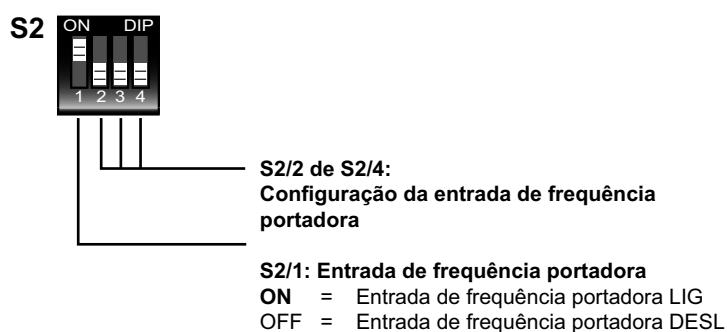 S2
ON DIP
1 2 3 4
S2/2 de S2/4:
Configuração da entrada de frequência
portadora
S2/1: Entrada de frequência portadora
ON = Entrada de frequência portadora LIG
OFF = Entrada de frequência portadora DESL